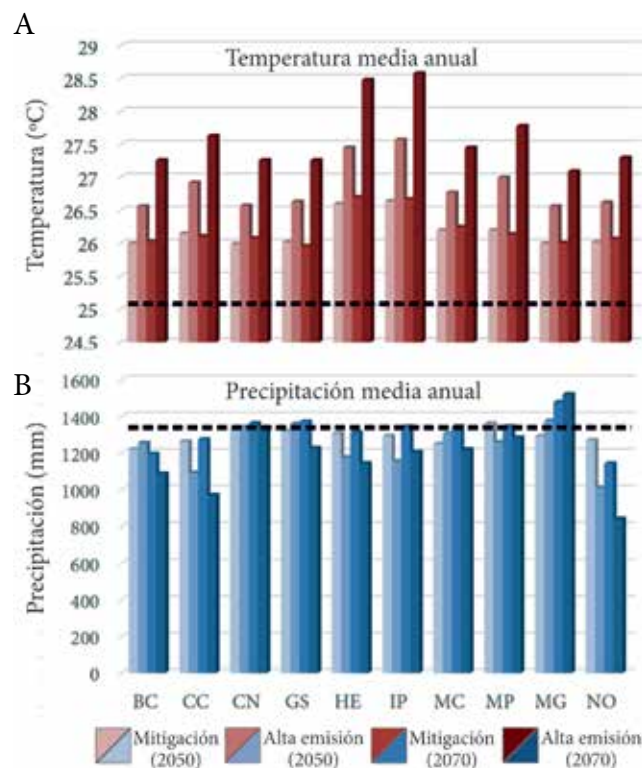 A
Temperatura media anual
Temperatura (ºC)
29
28.5
28
27.5
27
26.5
26
25.5
25
24.5
B
Precipitación media anual
Precipitación (mm)
1600
1400
1200
1000
800
600
400
200
0
BC CC CN GS HE IP MC MP MG NO
Mitigación (2050)
Alta emisión (2050)
Mitigación (2070)
Alta emisión (2070)